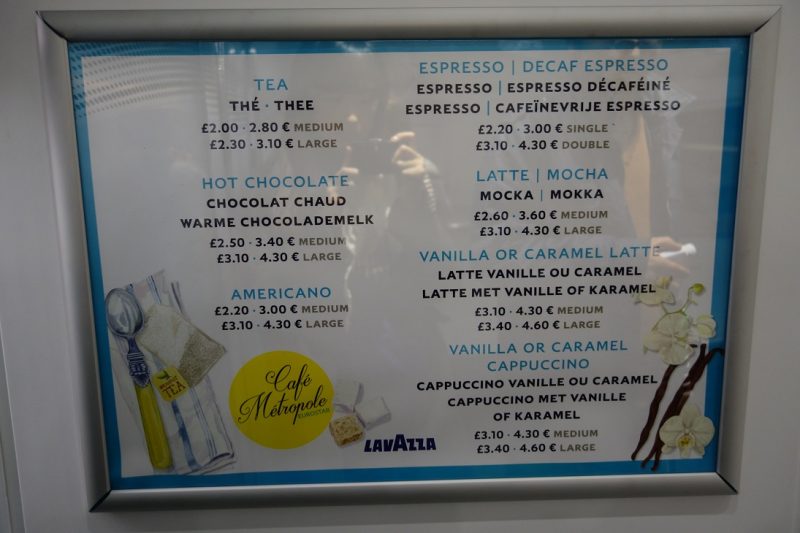 TEA
THÉ · THEE
£2.00 · 2.80 € MEDIUM
£2.30 · 3.10 € LARGE
HOT CHOCOLATE
CHOCOLAT CHAUD
WARME CHOCOLADEMELK
£2.50 · 3.40 € MEDIUM
£3.10 · 4.30 € LARGE
AMERICANO
£2.20 · 3.00 € MEDIUM
£3.10 · 4.30 € LARGE
TEA
Café
Métropole
EUROSTAR
LAVAZZA
ESPRESSO | DECAF ESPRESSO
ESPRESSO | ESPRESSO DÉCAFÉINÉ
ESPRESSO | CAFEÏNEVRIJE ESPRESSO
£2.20 · 3.00 € SINGLE
£3.10 · 4.30 € DOUBLE
LATTE | MOCHA
MOCKA | MOKKA
£2.60 · 3.60 € MEDIUM
£3.10 · 4.30 € LARGE
VANILLA OR CARAMEL LATTE
LATTE VANILLE OU CARAMEL
LATTE MET VANILLE OF KARAMEL
£3.10 · 4.30 € MEDIUM
£3.40 · 4.60 € LARGE
VANILLA OR CARAMEL
CAPPUCCINO
CAPPUCCINO VANILLE OU CARAMEL
CAPPUCCINO MET VANILLE
OF KARAMEL
£3.10 · 4.30 € MEDIUM
£3.40 · 4.60 € LARGE